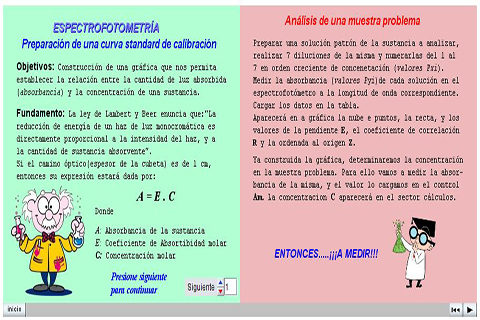 ESPECTROFOTOMETRÍA
Preparación de una curva standard de calibración
Objetivos: Construcción de una gráfica que nos permita
establecer la relación entre la cantidad de luz absorbida
(absorbancia) y la concentración de una sustancia.
Fundamento: La ley de Lambert y Beer enuncia que:"La
reducción de energía de un haz de luz monocromática es
directamente proporcional a la intensidad del haz, y a
la cantidad de sustancia absorvente".
Si el camino óptico(espesor de la cubeta) es de 1 cm,
entonces su expresión estará dada por:
A = E . C
Donde
A: Absorbancia de la sustancia
E: Coeficiente de Absortibidad molar
C: Concentración molar
Presione siguiente
para continuar
Siguiente 1
Análisis de una muestra problema
Preparar una solución patrón de la sustancia a analizar,
realizar 7 diluciones de la misma y numerarlas del 1 al
7 en orden creciente de concenetación (valores Pxi).
Medir la absorbancia (valores Pyi)de cada solución en el
espectrofotómetro a la longitud de onda correspondiente.
Cargar los datos en la tabla.
Aparecerá en a gráfica la nube e puntos, la recta, y los
valores de la pendiente E, el coeficiente de correlación
R y la ordenada al origen Z.
Ya construida la gráfica, determinaremos la concentración
en la muestra problema. Para ello vamos a medir la absor-
bancia de la misma, y el valor lo cargamos en el control
Am. la concentracion C aparecerá en el sector cálculos.
ENTONCES.....¡¡¡A MEDIR!!!
inicio